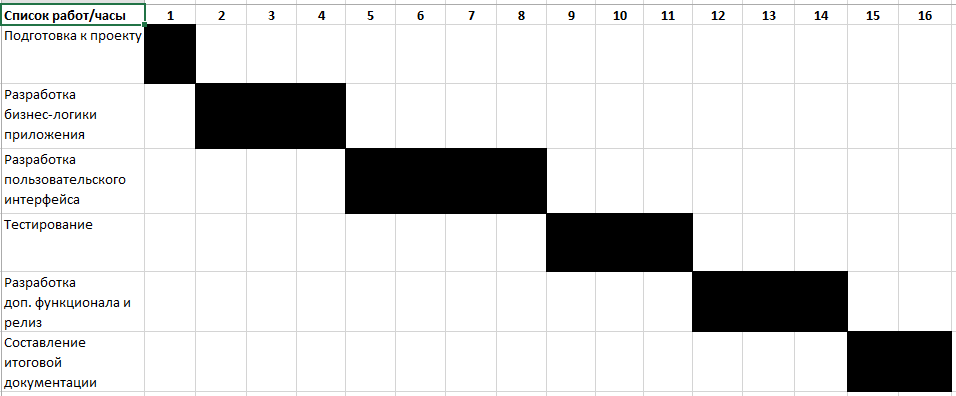 Список работ/часы 1 2 3 4 5 6 7 8 9 10 11 12 13 14 15 16
Подготовка к проекту
Разработка
бизнес-логики
приложения
Разработка
пользовательского
интерфейса
Тестирование
Разработка
доп. функционала и
релиз
Составление
итоговой
документации